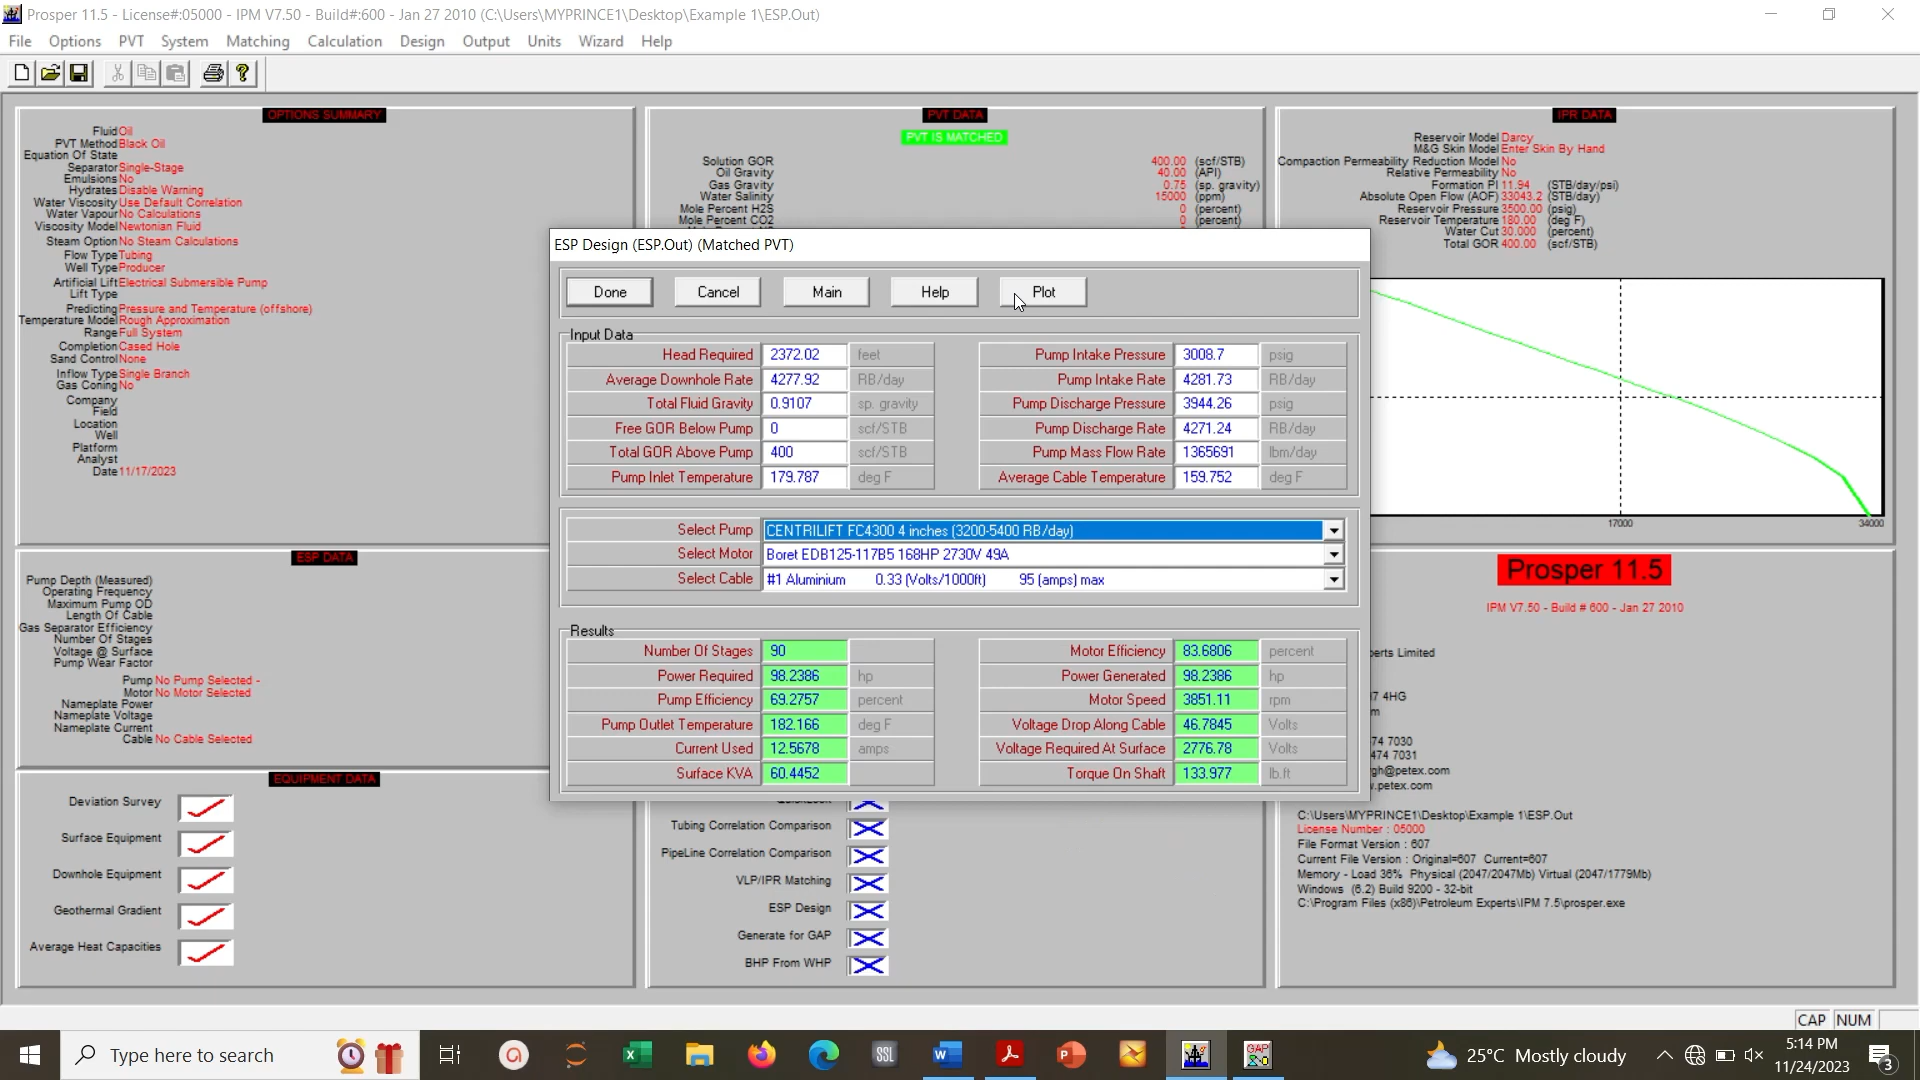 Prosper 11.5 - License#:05000 - IPM V7.50 - Build#:600 - Jan 27 2010 (C:\Users\MYPRINCE1\Desktop\Example 1\ESP.Out)
File Options PVT System Matching Calculation Design Output Units Wizard Help
OPTIONS SUMMARY
Fluid Oil
PVT Method Black Oil
Equation Of State
Separator Single-Stage
Emulsions No
Hydrates Disable Warning
Water Viscosity Use Default Correlation
Water Vapour No Calculations
Viscosity Model Newtonian Fluid
Steam Option No Steam Calculations
Flow Type Tubing
Well Type Producer
Artificial Lift Electrical Submersible Pump
Lift Type
Predicting Pressure and Temperature (offshore)
Temperature Model Rough Approximation
Range Full System
Completion Cased Hole
Sand Control None
Inflow Type Single Branch
Gas Coning No
Company
Field
Location
Well
Platform
Analyst
Date 11/17/2023
PVT DATA
PVT IS MATCHED
Solution GOR 400.00 (scf/STB)
Oil Gravity 40.00 (API)
Gas Gravity 0.75 (sp. gravity)
Water Salinity 15000 (ppm)
Mole Percent H2S 0 (percent)
Mole Percent CO2 0 (percent)
IPR DATA
Reservoir Model Darcy
M&G Skin Model Enter Skin By Hand
Compaction Permeability Reduction Model No
Relative Permeability No
Formation PI 11.94 (STB/day/psi)
Absolute Open Flow (AOF) 33043.2 (STB/day)
Reservoir Pressure 3500.00 (psig)
Reservoir Temperature 180.00 (deg F)
Water Cut 30.000 (percent)
Total GOR 400.00 (scf/STB)
17000 34000
ESP Design (ESP.Out) (Matched PVT)
Done Cancel Main Help Plot
Input Data
Head Required 2372.02 feet Pump Intake Pressure 3008.7 psig
Average Downhole Rate 4277.92 RB/day Pump Intake Rate 4281.73 RB/day
Total Fluid Gravity 0.9107 sp. gravity Pump Discharge Pressure 3944.26 psig
Free GOR Below Pump 0 scf/STB Pump Discharge Rate 4271.24 RB/day
Total GOR Above Pump 400 scf/STB Pump Mass Flow Rate 1365691 lbm/day
Pump Inlet Temperature 179.787 deg F Average Cable Temperature 159.752 deg F
Select Pump CENTRILIFT FC4300 4 inches (3200-5400 RB/day)
Select Motor Boret EDB125-117B5 168HP 2730V 49A
Select Cable #1 Aluminium 0.33 (Volts/1000ft) 95 (amps) max
Results
Number Of Stages 90 Motor Efficiency 83.6806 percent
Power Required 98.2386 hp Power Generated 98.2386 hp
Pump Efficiency 69.2757 percent Motor Speed 3851.11 rpm
Pump Outlet Temperature 182.166 deg F Voltage Drop Along Cable 46.7845 Volts
Current Used 12.5678 amps Voltage Required At Surface 2776.78 Volts
Surface KVA 60.4452 Torque On Shaft 133.977 lb.ft
ESP DATA
Pump Depth (Measured)
Operating Frequency
Maximum Pump OD
Length Of Cable
Gas Separator Efficiency
Number Of Stages
Voltage @ Surface
Pump Wear Factor
Pump No Pump Selected -
Motor No Motor Selected
Nameplate Power
Nameplate Voltage
Nameplate Current
Cable No Cable Selected
EQUIPMENT DATA
Deviation Survey
Surface Equipment
Downhole Equipment
Geothermal Gradient
Average Heat Capacities
Tubing Correlation Comparison
PipeLine Correlation Comparison
VLP/IPR Matching
ESP Design
Generate for GAP
BHP From WHP
Prosper 11.5
IPM V7.50 - Build # 600 - Jan 27 2010
erts Limited
7 4HG
m
74 7030
474 7031
gh@petex.com
.petex.com
C:\Users\MYPRINCE1\Desktop\Example 1\ESP.Out
License Number : 05000
File Format Version : 607
Current File Version : Original=607 Current=607
Memory - Load 36% Physical (2047/2047Mb) Virtual (2047/1779Mb)
Windows (6.2) Build 9200 - 32-bit
C:\Program Files (x86)\Petroleum Experts\IPM 7.5\prosper.exe
CAP NUM
Type here to search
SSL
GAP
25°C Mostly cloudy
5:14 PM
11/24/2023
3